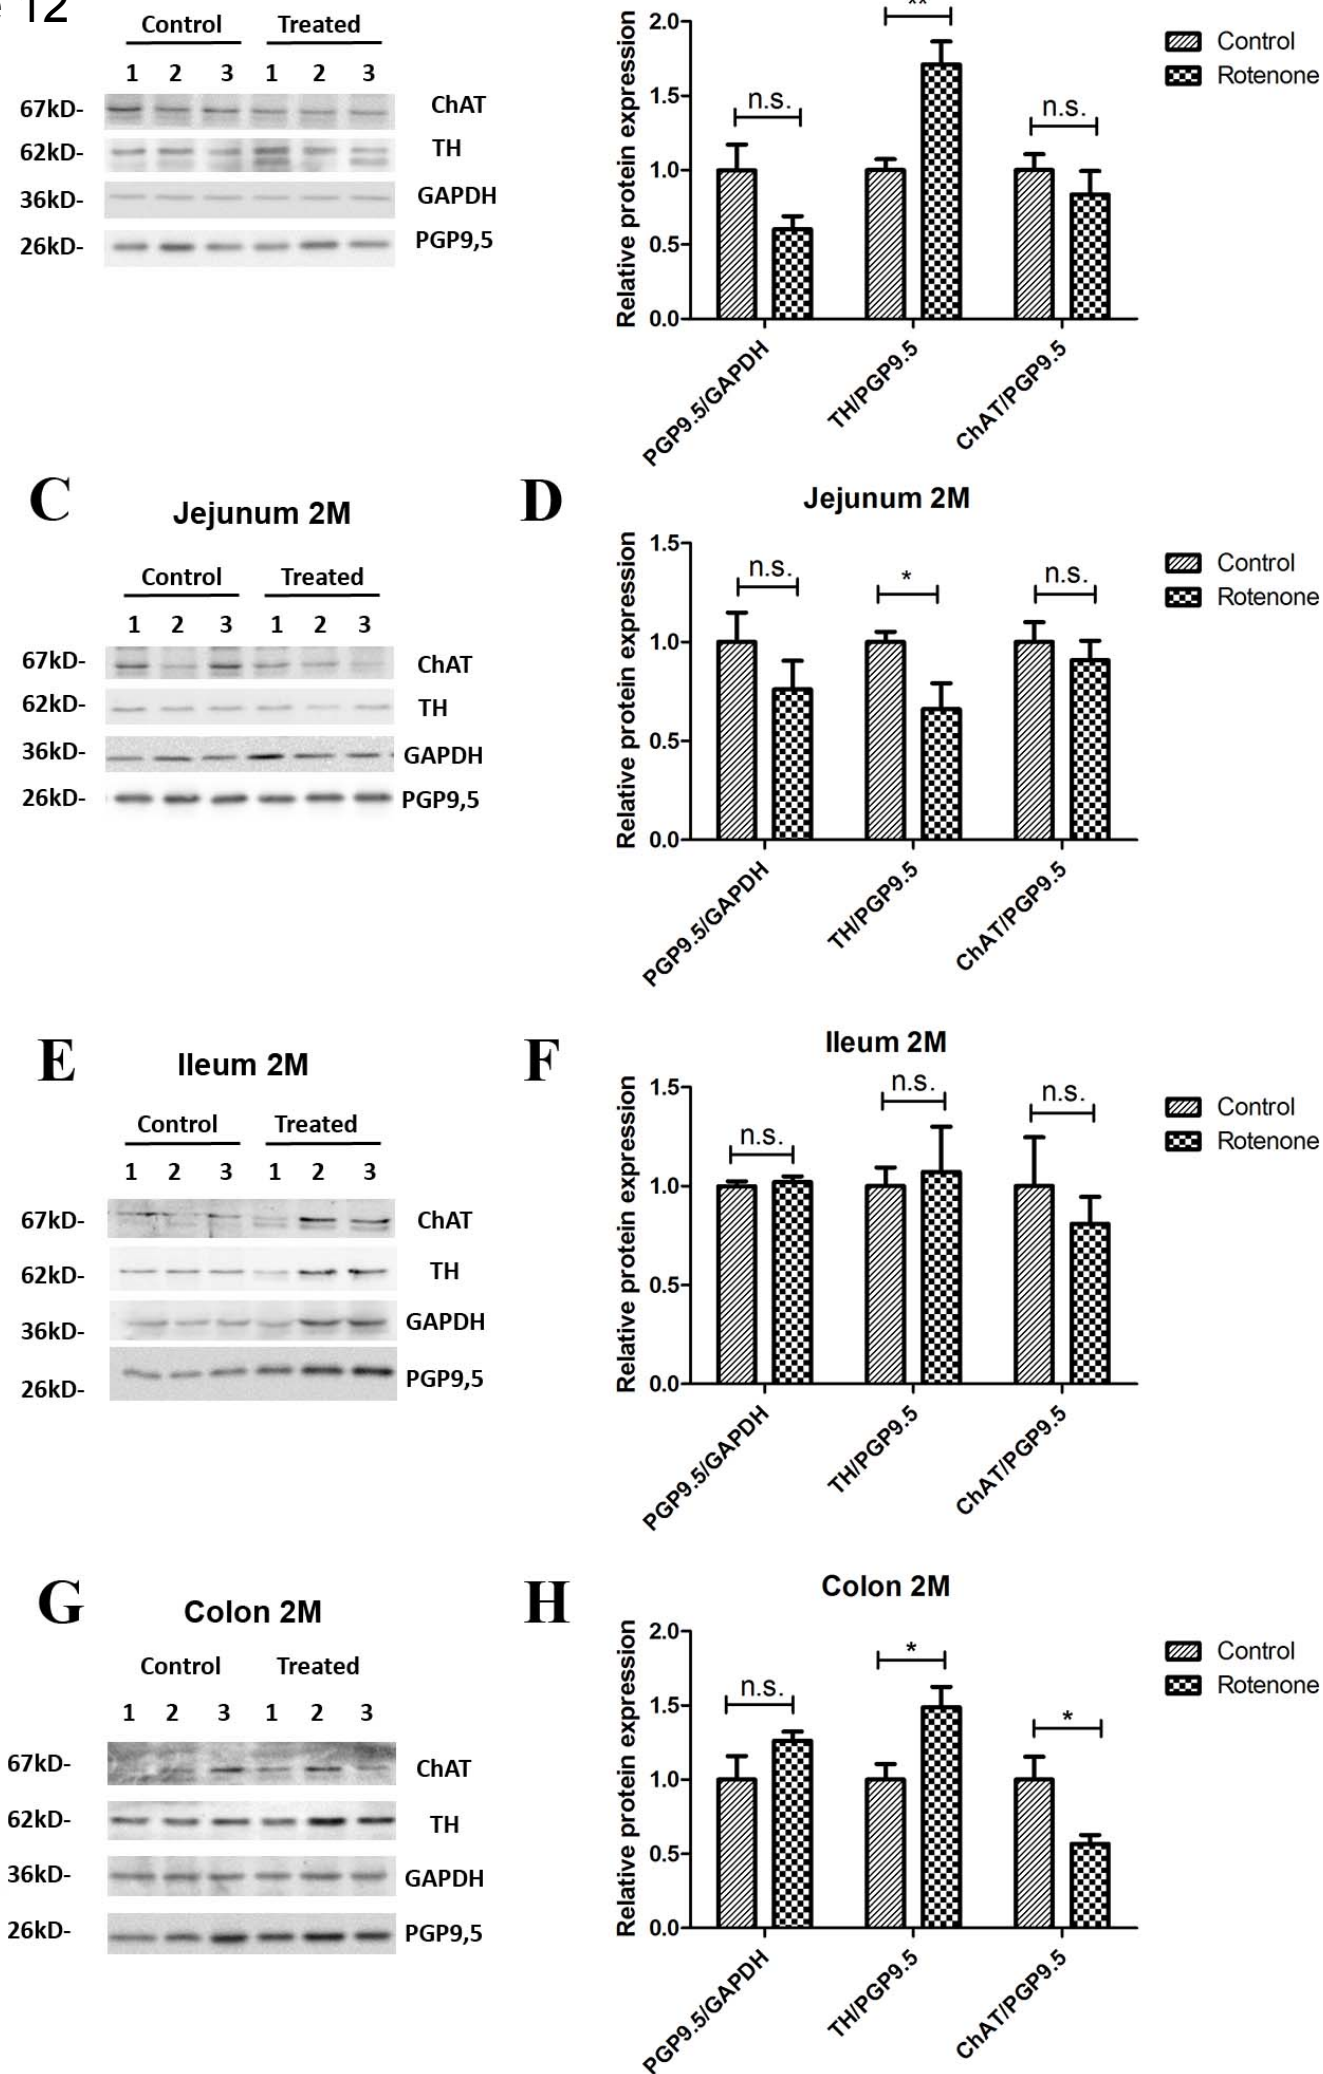 12
Control Treated
1 2 3 1 2 3
67kD- ChAT
62kD- TH
36kD- GAPDH
26kD- PGP9,5
**
2.0
1.5
1.0
0.5
0.0
Relative protein expression
n.s.
n.s.
Control
Rotenone
PGP9.5/GAPDH
TH/PGP9.5
ChAT/PGP9.5
C
Jejunum 2M
Control Treated
1 2 3 1 2 3
67kD- ChAT
62kD- TH
36kD- GAPDH
26kD- PGP9,5
D
Jejunum 2M
1.5
1.0
0.5
0.0
Relative protein expression
n.s.
*
n.s.
Control
Rotenone
PGP9.5/GAPDH
TH/PGP9.5
ChAT/PGP9.5
E
Ileum 2M
Control Treated
1 2 3 1 2 3
67kD- ChAT
62kD- TH
36kD- GAPDH
26kD- PGP9,5
F
Ileum 2M
1.5
1.0
0.5
0.0
Relative protein expression
n.s.
n.s.
n.s.
Control
Rotenone
PGP9.5/GAPDH
TH/PGP9.5
ChAT/PGP9.5
G
Colon 2M
Control Treated
1 2 3 1 2 3
67kD- ChAT
62kD- TH
36kD- GAPDH
26kD- PGP9,5
H
Colon 2M
2.0
1.5
1.0
0.5
0.0
Relative protein expression
n.s.
*
*
Control
Rotenone
PGP9.5/GAPDH
TH/PGP9.5
ChAT/PGP9.5